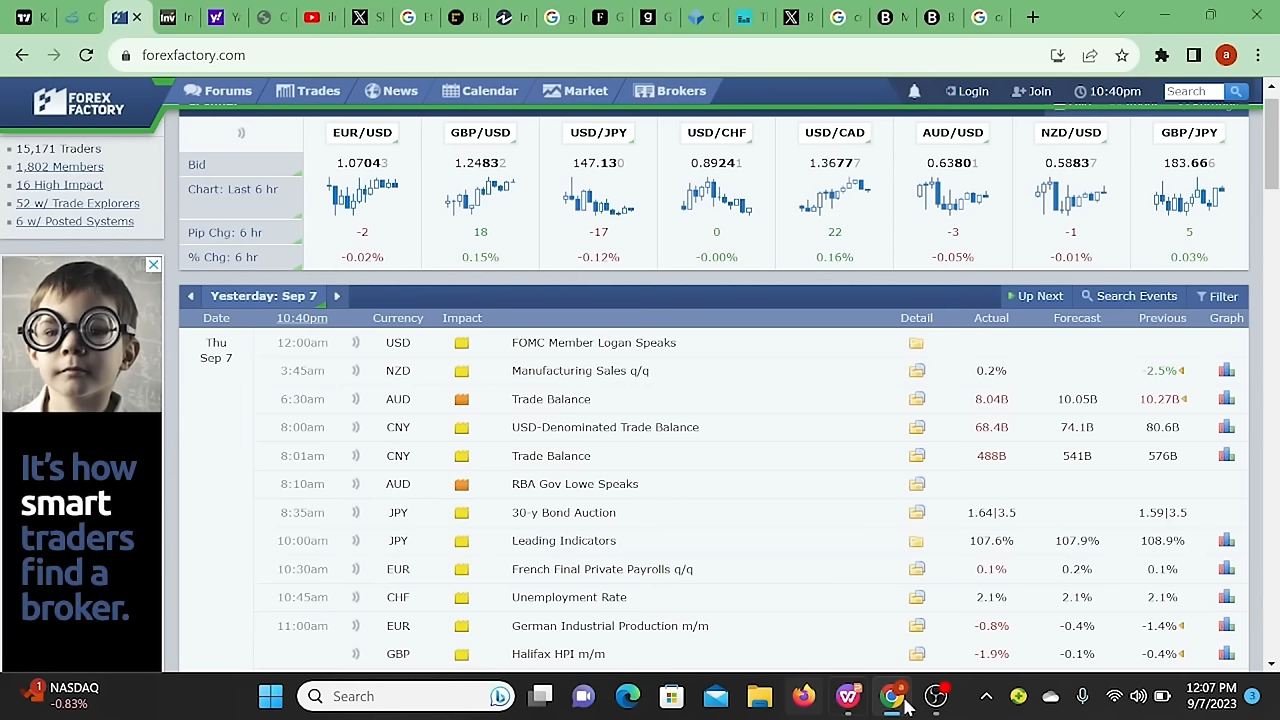 forexfactory.com
FOREX FACTORY
Forums Trades News Calendar Market Brokers Login Join 10:40pm Search
15,171 Traders
1,802 Members
16 High Impact
52 w/ Trade Explorers
6 w/ Posted Systems
EUR/USD GBP/USD USD/JPY USD/CHF USD/CAD AUD/USD NZD/USD GBP/JPY
Bid 1.07043 1.24832 147.130 0.89241 1.36777 0.63801 0.58837 183.666
Chart: Last 6 hr
Pip Chg: 6 hr -2 18 -17 0 22 -3 -1 5
% Chg: 6 hr -0.02% 0.15% -0.12% -0.00% 0.16% -0.05% -0.01% 0.03%
Yesterday: Sep 7 Up Next Search Events Filter
Date 10:40pm Currency Impact Detail Actual Forecast Previous Graph
Thu
Sep 7
12:00am USD FOMC Member Logan Speaks
3:45am NZD Manufacturing Sales q/q 0.2% -2.5%
6:30am AUD Trade Balance 8.04B 10.05B 10.27B
8:00am CNY USD-Denominated Trade Balance 68.4B 74.1B 80.6B
8:01am CNY Trade Balance 488B 541B 576B
8:10am AUD RBA Gov Lowe Speaks
8:35am JPY 30-y Bond Auction 1.64|3.5 1.59|3.5
10:00am JPY Leading Indicators 107.6% 107.9% 108.9%
10:30am EUR French Final Private Payrolls q/q 0.1% 0.2% 0.1%
10:45am CHF Unemployment Rate 2.1% 2.1% 2.1%
11:00am EUR German Industrial Production m/m -0.8% -0.4% -1.4%
GBP Halifax HPI m/m -1.9% -0.1% -0.4%
It's how
smart
traders
find a
broker.
1 NASDAQ
-0.83%
Search
12:07 PM
9/7/2023
3